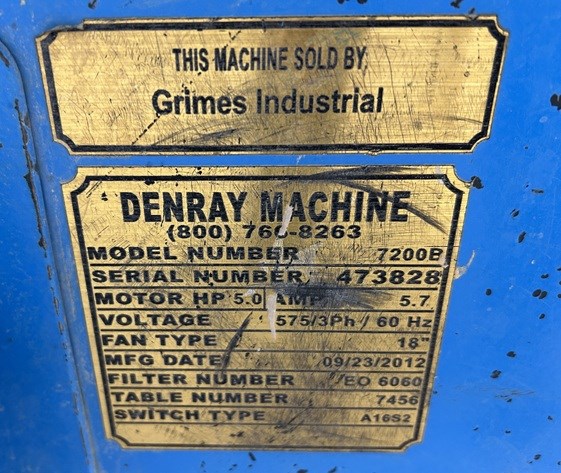 THIS MACHINE SOLD BY:
Grimes Industrial
DENRAY MACHINE
(800) 766-8263
MODEL NUMBER 7200B
SERIAL NUMBER 473828
MOTOR HP 5.0 AMP 5.7
VOLTAGE 575/3Ph / 60 Hz
FAN TYPE 18"
MFG DATE 09/23/2012
FILTER NUMBER EO 6060
TABLE NUMBER 7456
SWITCH TYPE A16S2